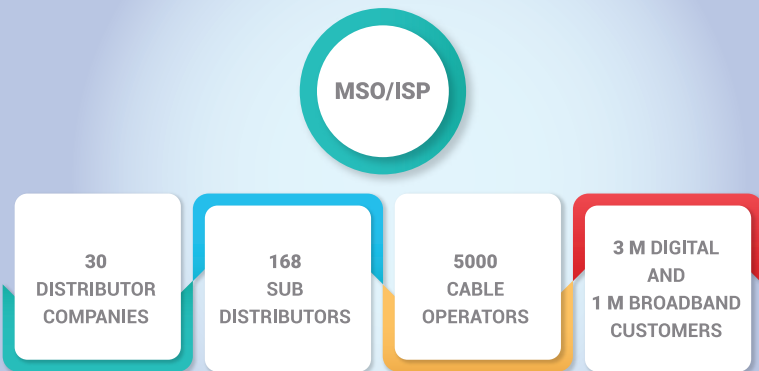 MSO/ISP
30
DISTRIBUTOR
COMPANIES
168
SUB
DISTRIBUTORS
5000
CABLE
OPERATORS
3 M DIGITAL
AND
1 M BROADBAND
CUSTOMERS